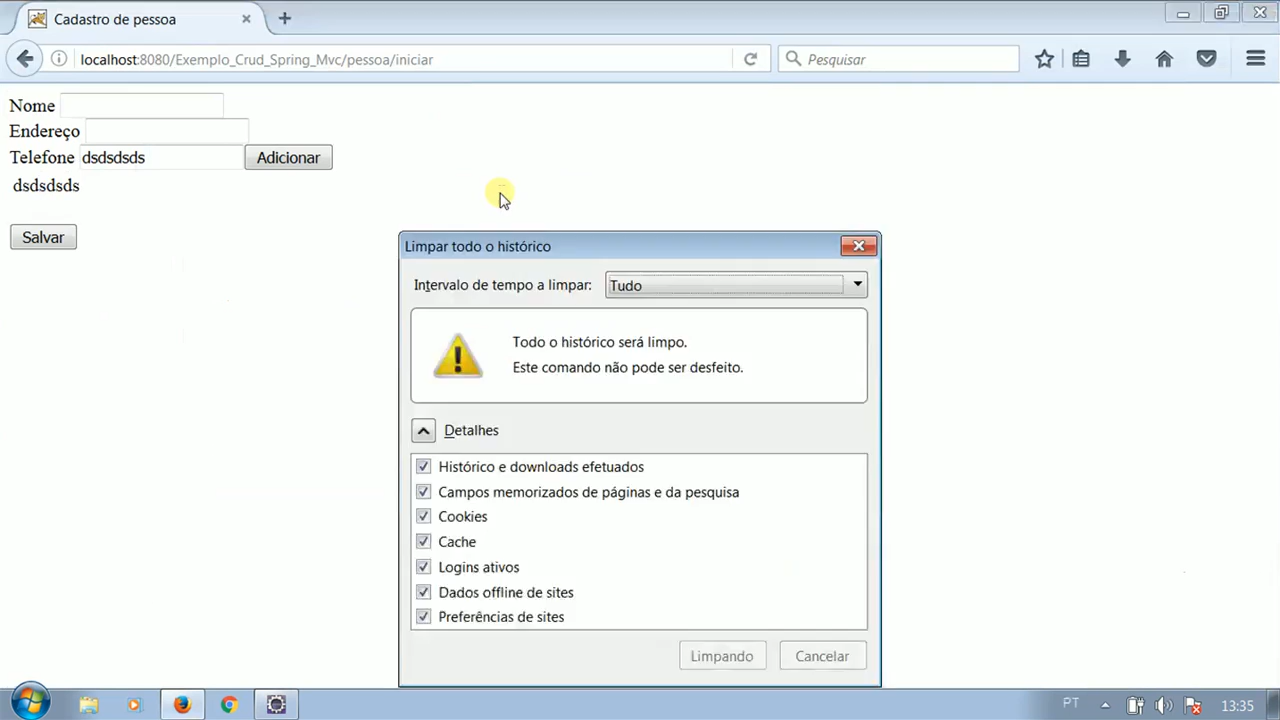 Cadastro de pessoa
localhost:8080/Exemplo_Crud_Spring_Mvc/pessoa/iniciar
Pesquisar
Nome
Endereço
Telefone dsdsdsds Adicionar
dsdsdsds
Salvar
Limpar todo o histórico
Intervalo de tempo a limpar: Tudo
Todo o histórico será limpo.
Este comando não pode ser desfeito.
Detalhes
Histórico e downloads efetuados
Campos memorizados de páginas e da pesquisa
Cookies
Cache
Logins ativos
Dados offline de sites
Preferências de sites
Limpando Cancelar
PT 13:35